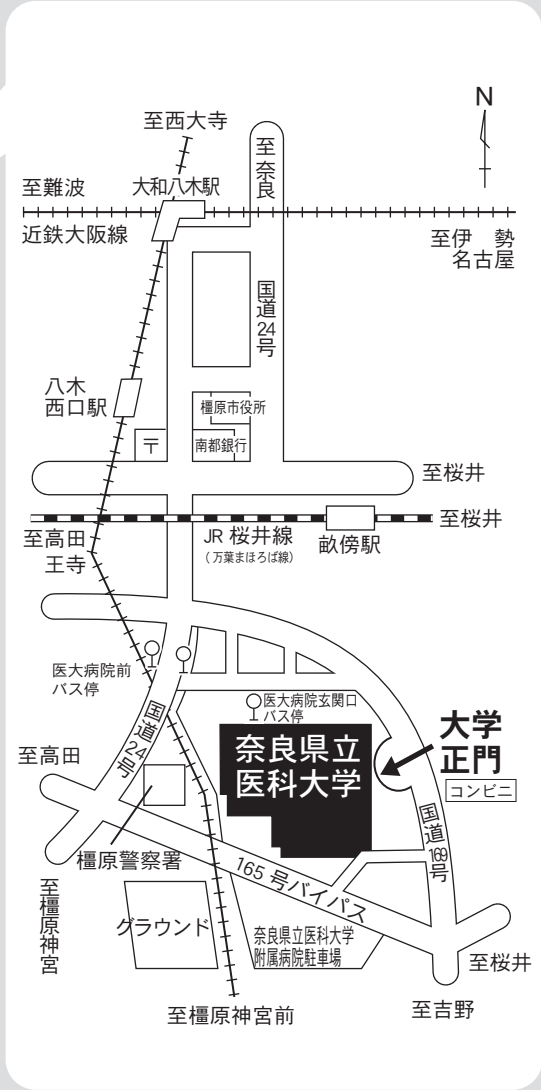 N
至西大寺
至奈良
至難波
大和八木駅
近鉄大阪線
至伊 勢
名古屋
国道24号
八木
西口駅
橿原市役所
〒
南都銀行
至桜井
至桜井
至高田
王寺
JR 桜井線
(万葉まほろば線)
畝傍駅
医大病院前
バス停
医大病院玄関口
バス停
国道24号
大学
正門
奈良県立
医科大学
至高田
コンビニ
国道169号
橿原警察署
165 号バイパス
至橿原神宮
グラウンド
奈良県立医科大学
附属病院駐車場
至桜井
至橿原神宮前
至吉野